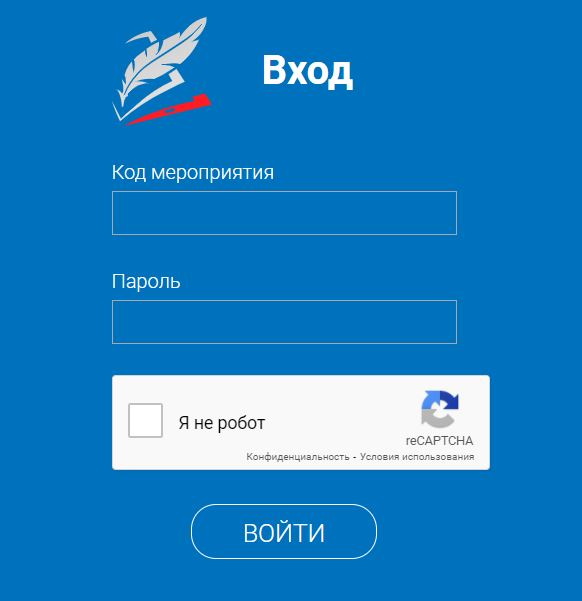 Вход
Код мероприятия
Пароль
Я не робот
reCAPTCHA
Конфиденциальность - Условия использования
ВОЙТИ